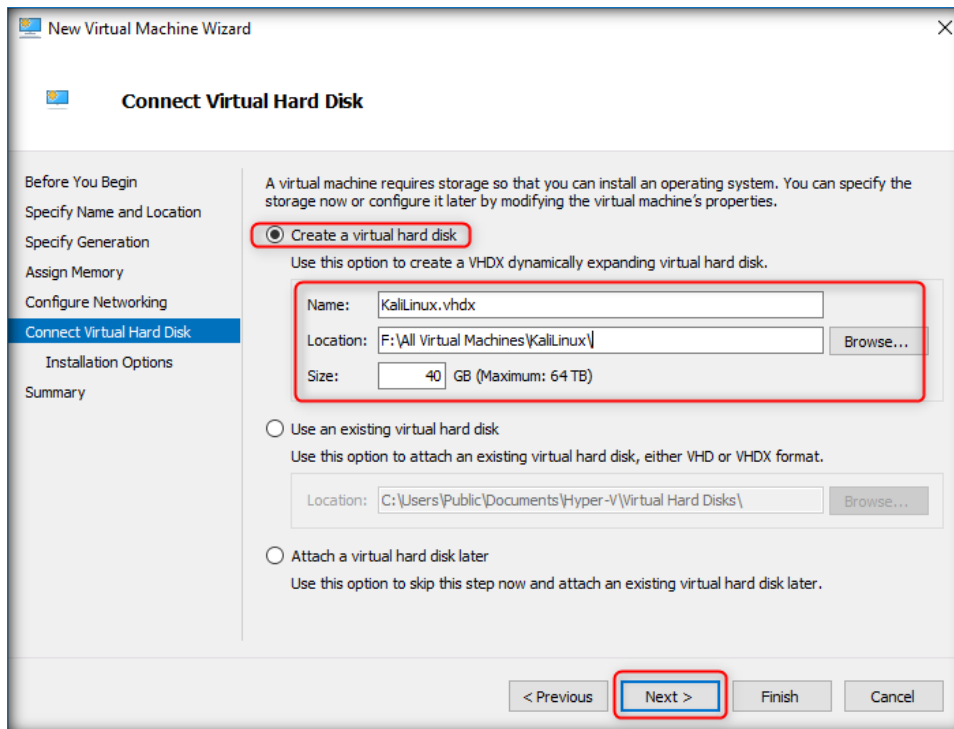 New Virtual Machine Wizard
Connect Virtual Hard Disk
Before You Begin
Specify Name and Location
Specify Generation
Assign Memory
Configure Networking
Connect Virtual Hard Disk
Installation Options
Summary
A virtual machine requires storage so that you can install an operating system. You can specify the
storage now or configure it later by modifying the virtual machine's properties.
Create a virtual hard disk
Use this option to create a VHDX dynamically expanding virtual hard disk.
Name: KaliLinux.vhdx
Location: F:\All Virtual Machines\KaliLinux\ Browse...
Size: 40 GB (Maximum: 64 TB)
Use an existing virtual hard disk
Use this option to attach an existing virtual hard disk, either VHD or VHDX format.
Location: C:\Users\Public\Documents\Hyper-V\Virtual Hard Disks\ Browse...
Attach a virtual hard disk later
Use this option to skip this step now and attach an existing virtual hard disk later.
< Previous Next > Finish Cancel